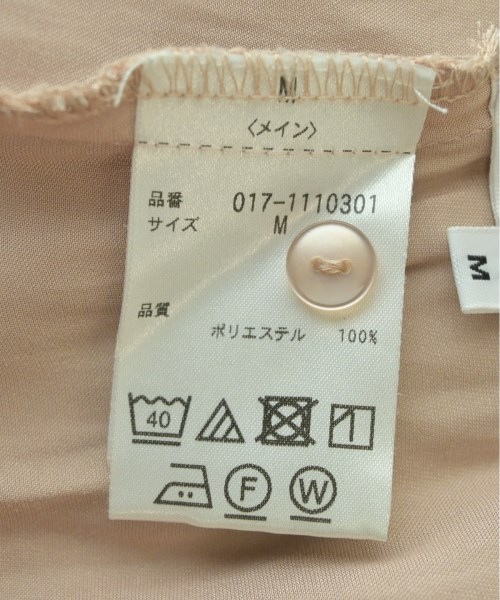 M
〈メイン〉
品番 017-1110301
サイズ M
M
品質
ポリエステル 100%
40
F W